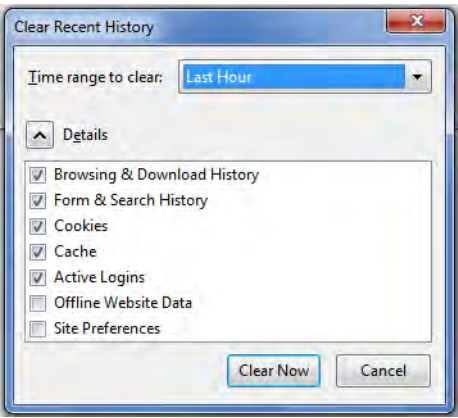 Clear Recent History
Time range to clear: Last Hour
Details
Browsing & Download History
Form & Search History
Cookies
Cache
Active Logins
Offline Website Data
Site Preferences
Clear Now Cancel